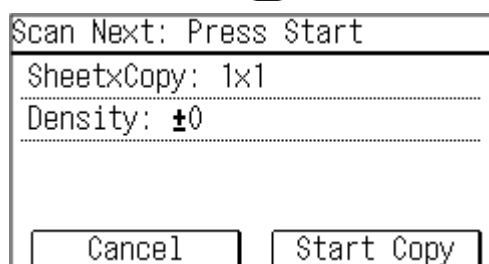 Scan Next: Press Start
SheetxCopy: 1x1
Density: ±0
Cancel
Start Copy